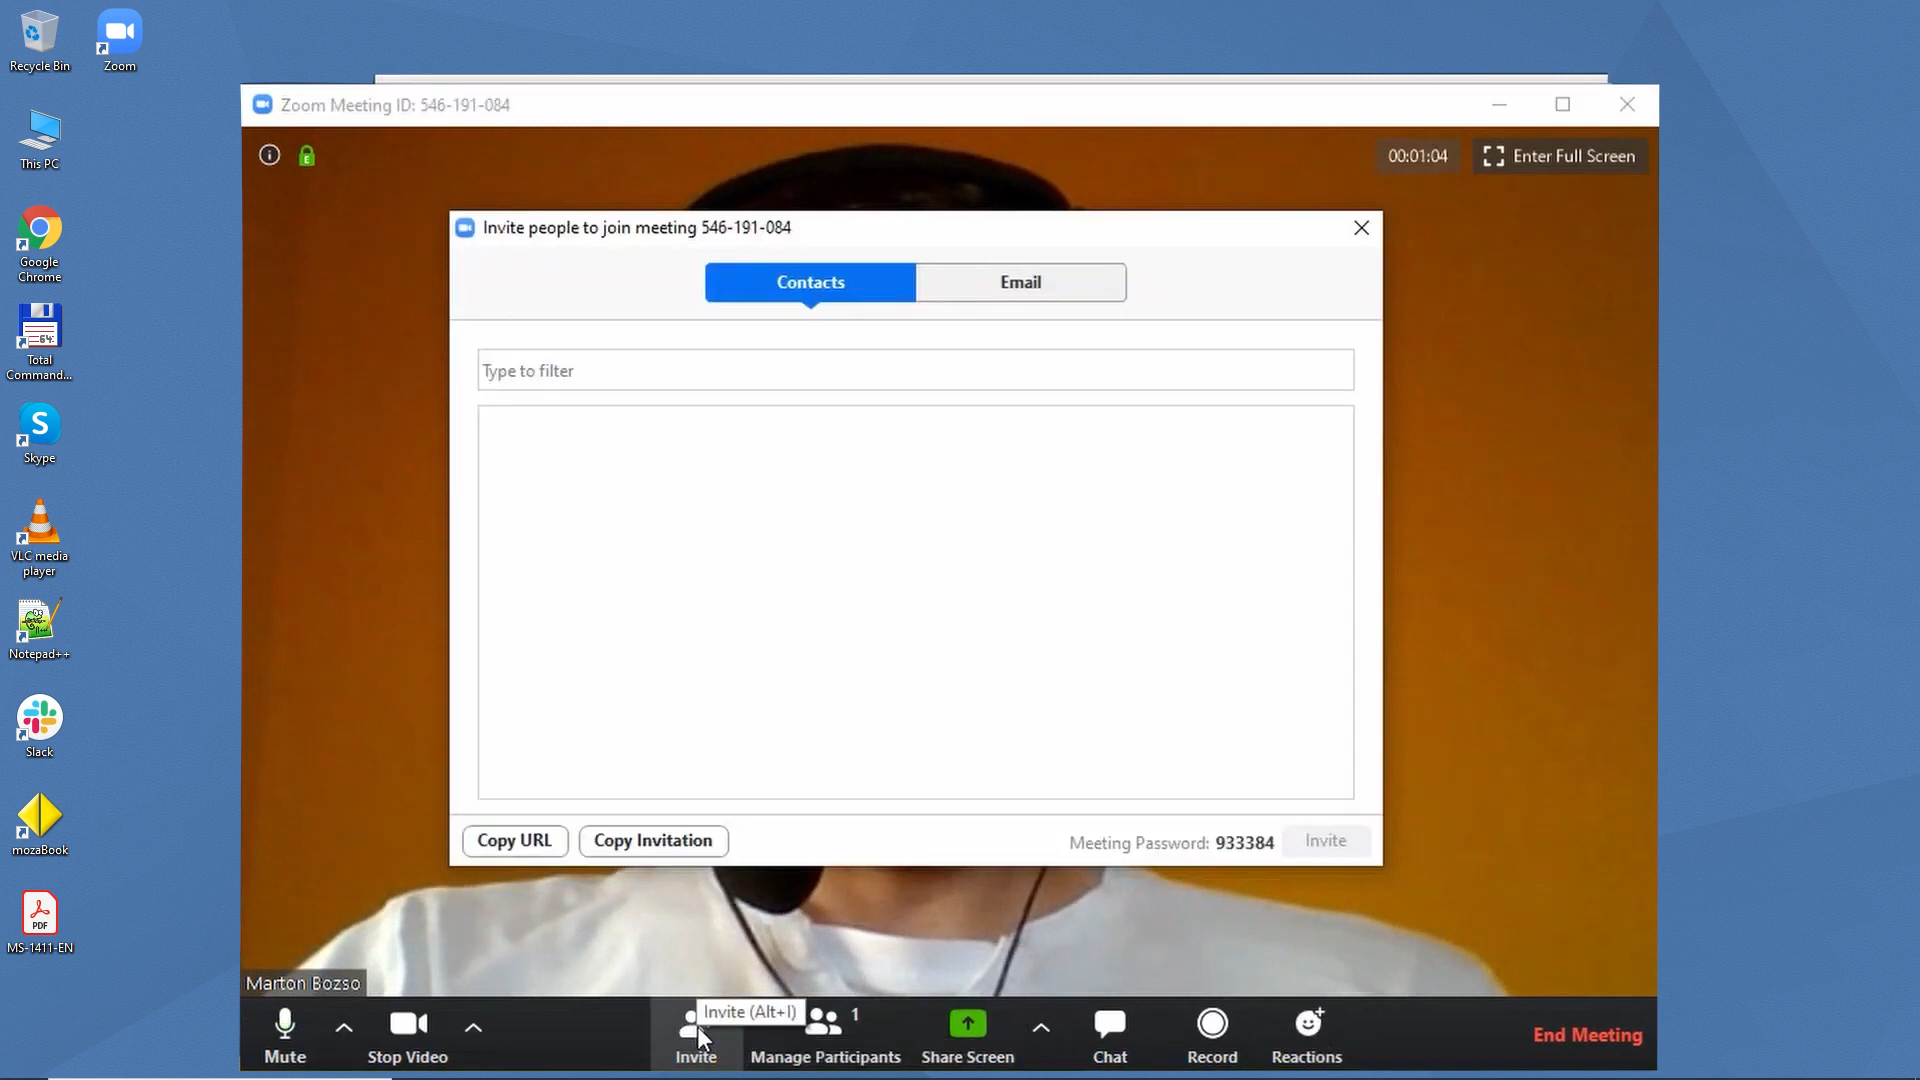 Recycle Bin
Zoom
This PC
Google
Chrome
64
Total
Command...
S
Skype
VLC media
player
Notepad++
Slack
mozaBook
PDF
MS-1411-EN
Zoom Meeting ID: 546-191-084
E
00:01:04
Enter Full Screen
Invite people to join meeting 546-191-084
Contacts
Email
Type to filter
Copy URL
Copy Invitation
Meeting Password: 933384
Invite
Marton Bozso
Invite (Alt+I)
1
Mute
Stop Video
Invite
Manage Participants
Share Screen
Chat
Record
Reactions
End Meeting